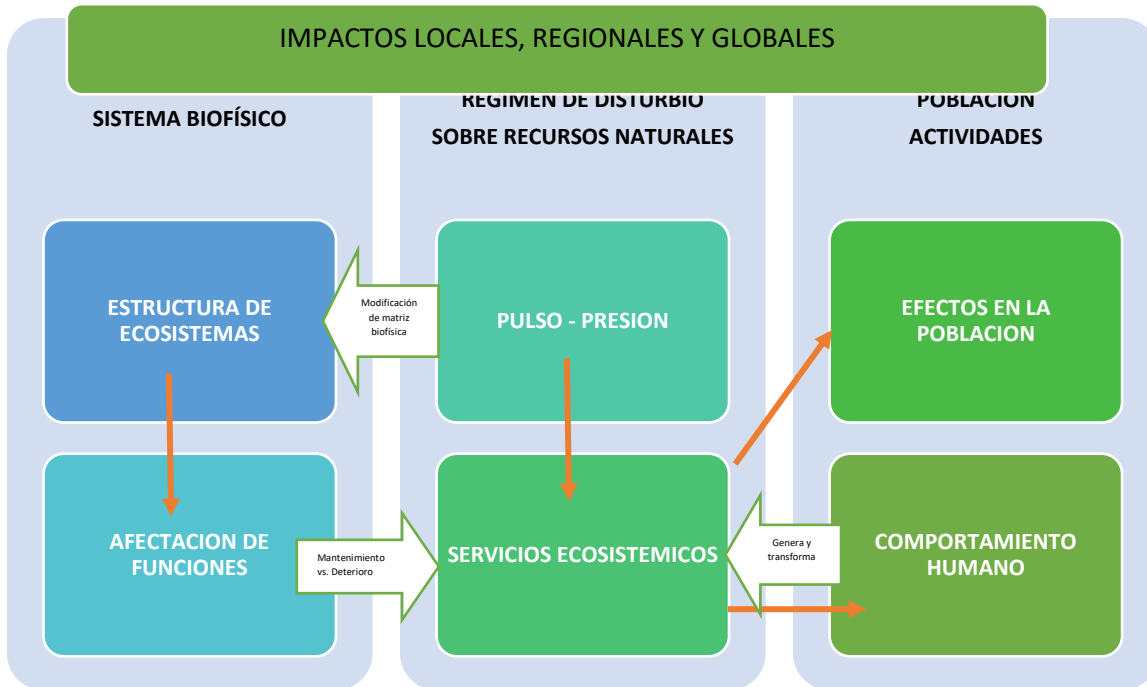 IMPACTOS LOCALES, REGIONALES Y GLOBALES
SISTEMA BIOFÍSICO
REGIMEN DE DISTURBIO
SOBRE RECURSOS NATURALES
POBLACION
ACTIVIDADES
ESTRUCTURA DE
ECOSISTEMAS
Modificación
de matriz
biofísica
PULSO - PRESION
EFECTOS EN LA
POBLACION
AFECTACION DE
FUNCIONES
Mantenimiento
vs. Deterioro
SERVICIOS ECOSISTEMICOS
Genera y
transforma
COMPORTAMIENTO
HUMANO